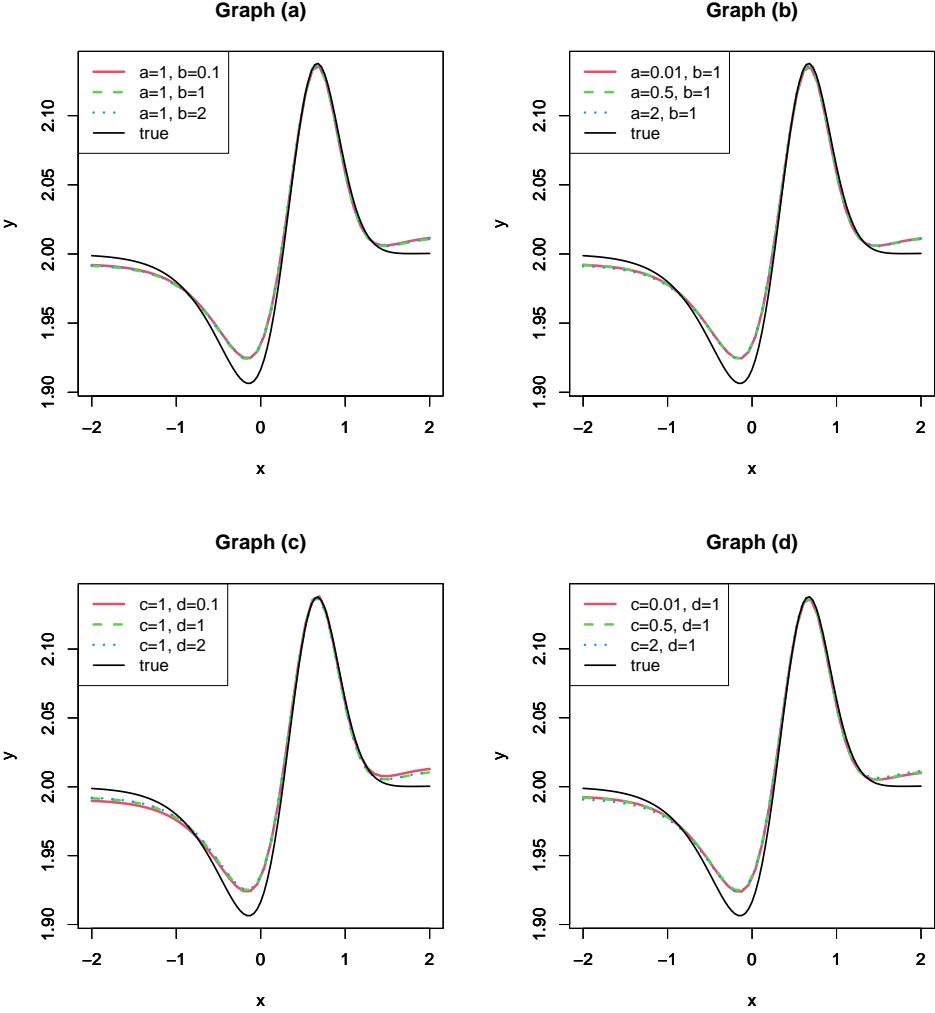 Graph (a)
a=1, b=0.1
a=1, b=1
a=1, b=2
true
y
1.90 1.95 2.00 2.05 2.10
−2 −1 0 1 2
x
Graph (b)
a=0.01, b=1
a=0.5, b=1
a=2, b=1
true
y
1.90 1.95 2.00 2.05 2.10
−2 −1 0 1 2
x
Graph (c)
c=1, d=0.1
c=1, d=1
c=1, d=2
true
y
1.90 1.95 2.00 2.05 2.10
−2 −1 0 1 2
x
Graph (d)
c=0.01, d=1
c=0.5, d=1
c=2, d=1
true
y
1.90 1.95 2.00 2.05 2.10
−2 −1 0 1 2
x